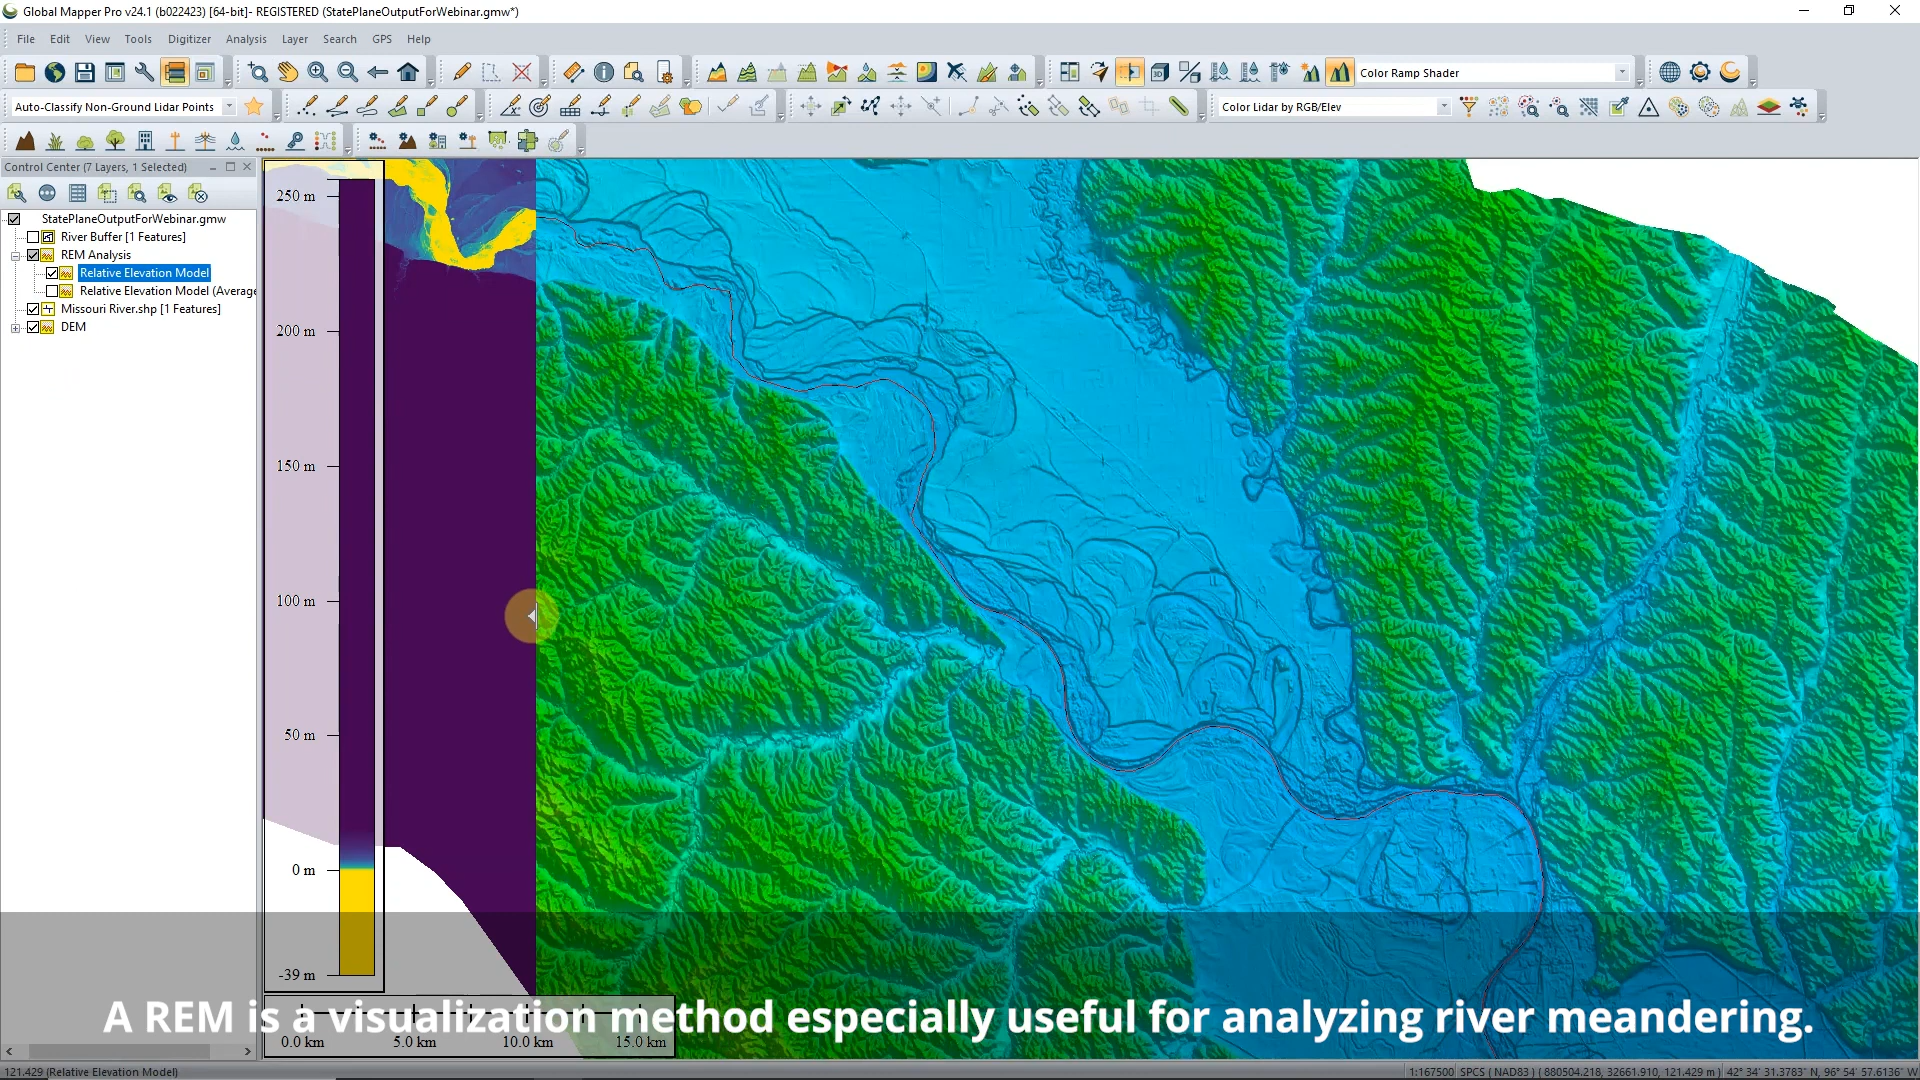 Global Mapper Pro v24.1 (b022423) [64-bit]- REGISTERED (StatePlaneOutputForWebinar.gmw*)
File Edit View Tools Digitizer Analysis Layer Search GPS Help
Color Ramp Shader
Auto-Classify Non-Ground Lidar Points
Color Lidar by RGB/Elev
Control Center (7 Layers, 1 Selected)
StatePlaneOutputForWebinar.gmw
River Buffer [1 Features]
REM Analysis
Relative Elevation Model
Relative Elevation Model (Average
Missouri River.shp [1 Features]
DEM
250 m
200 m
150 m
100 m
50 m
0 m
-39 m
A REM is a visualization method especially useful for analyzing river meandering.
0.0 km 5.0 km 10.0 km 15.0 km
121.429 (Relative Elevation Model)
1:167500 SPCS ( NAD83 ) ( 880504.218, 32661.910, 121.429 m ) 42° 34' 31.3783" N, 96° 54' 57.6136" W